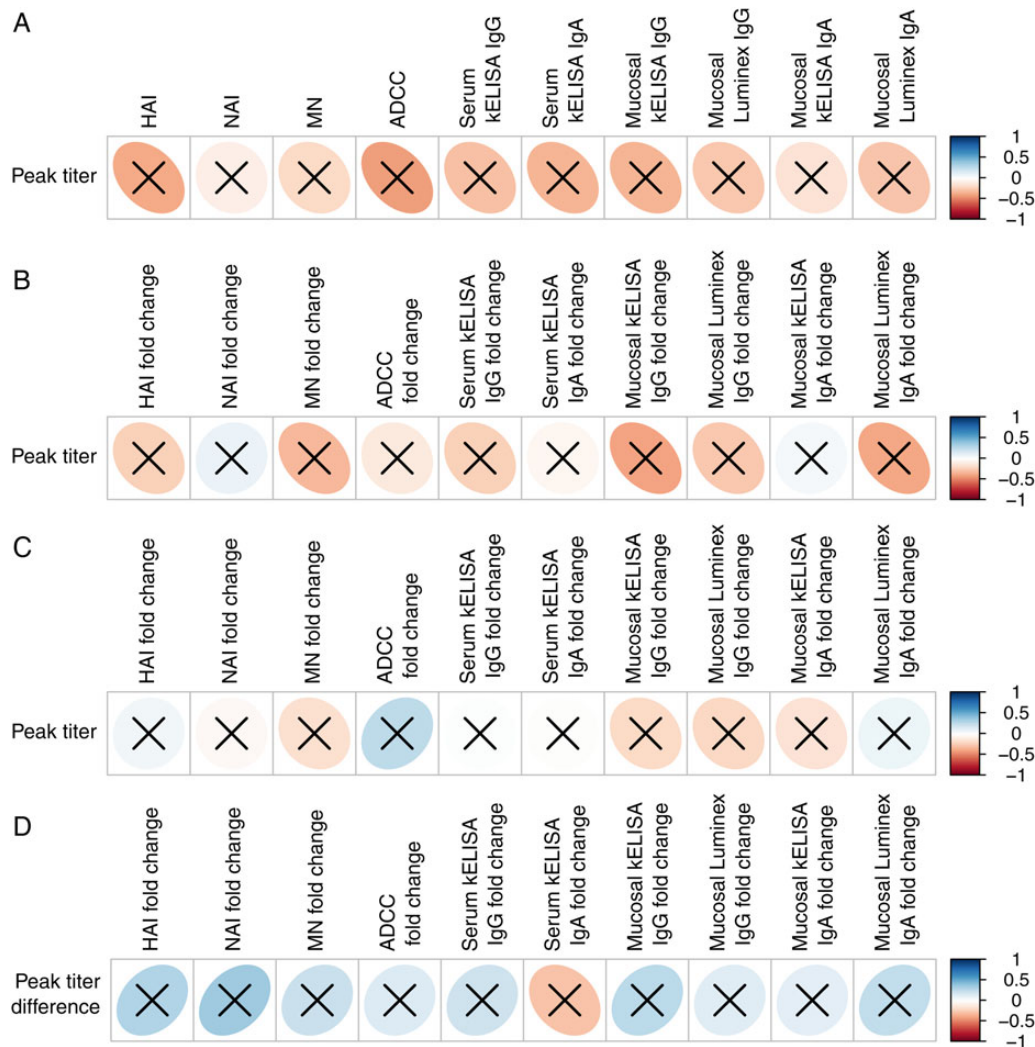 A
HAI
NAI
MN
ADCC
Serum
kELISA IgG
Serum
kELISA IgA
Mucosal
kELISA IgG
Mucosal
Luminex IgG
Mucosal
kELISA IgA
Mucosal
Luminex IgA
Peak titer
1
0.5
0
−0.5
−1
B
HAI fold change
NAI fold change
MN fold change
ADCC
fold change
Serum kELISA
IgG fold change
Serum kELISA
IgA fold change
Mucosal kELISA
IgG fold change
Mucosal Luminex
IgG fold change
Mucosal kELISA
IgA fold change
Mucosal Luminex
IgA fold change
Peak titer
1
0.5
0
−0.5
−1
C
HAI fold change
NAI fold change
MN fold change
ADCC
fold change
Serum kELISA
IgG fold change
Serum kELISA
IgA fold change
Mucosal kELISA
IgG fold change
Mucosal Luminex
IgG fold change
Mucosal kELISA
IgA fold change
Mucosal Luminex
IgA fold change
Peak titer
1
0.5
0
−0.5
−1
D
HAI fold change
NAI fold change
MN fold change
ADCC
fold change
Serum kELISA
IgG fold change
Serum kELISA
IgA fold change
Mucosal kELISA
IgG fold change
Mucosal Luminex
IgG fold change
Mucosal kELISA
IgA fold change
Mucosal Luminex
IgA fold change
Peak titer
difference
1
0.5
0
−0.5
−1